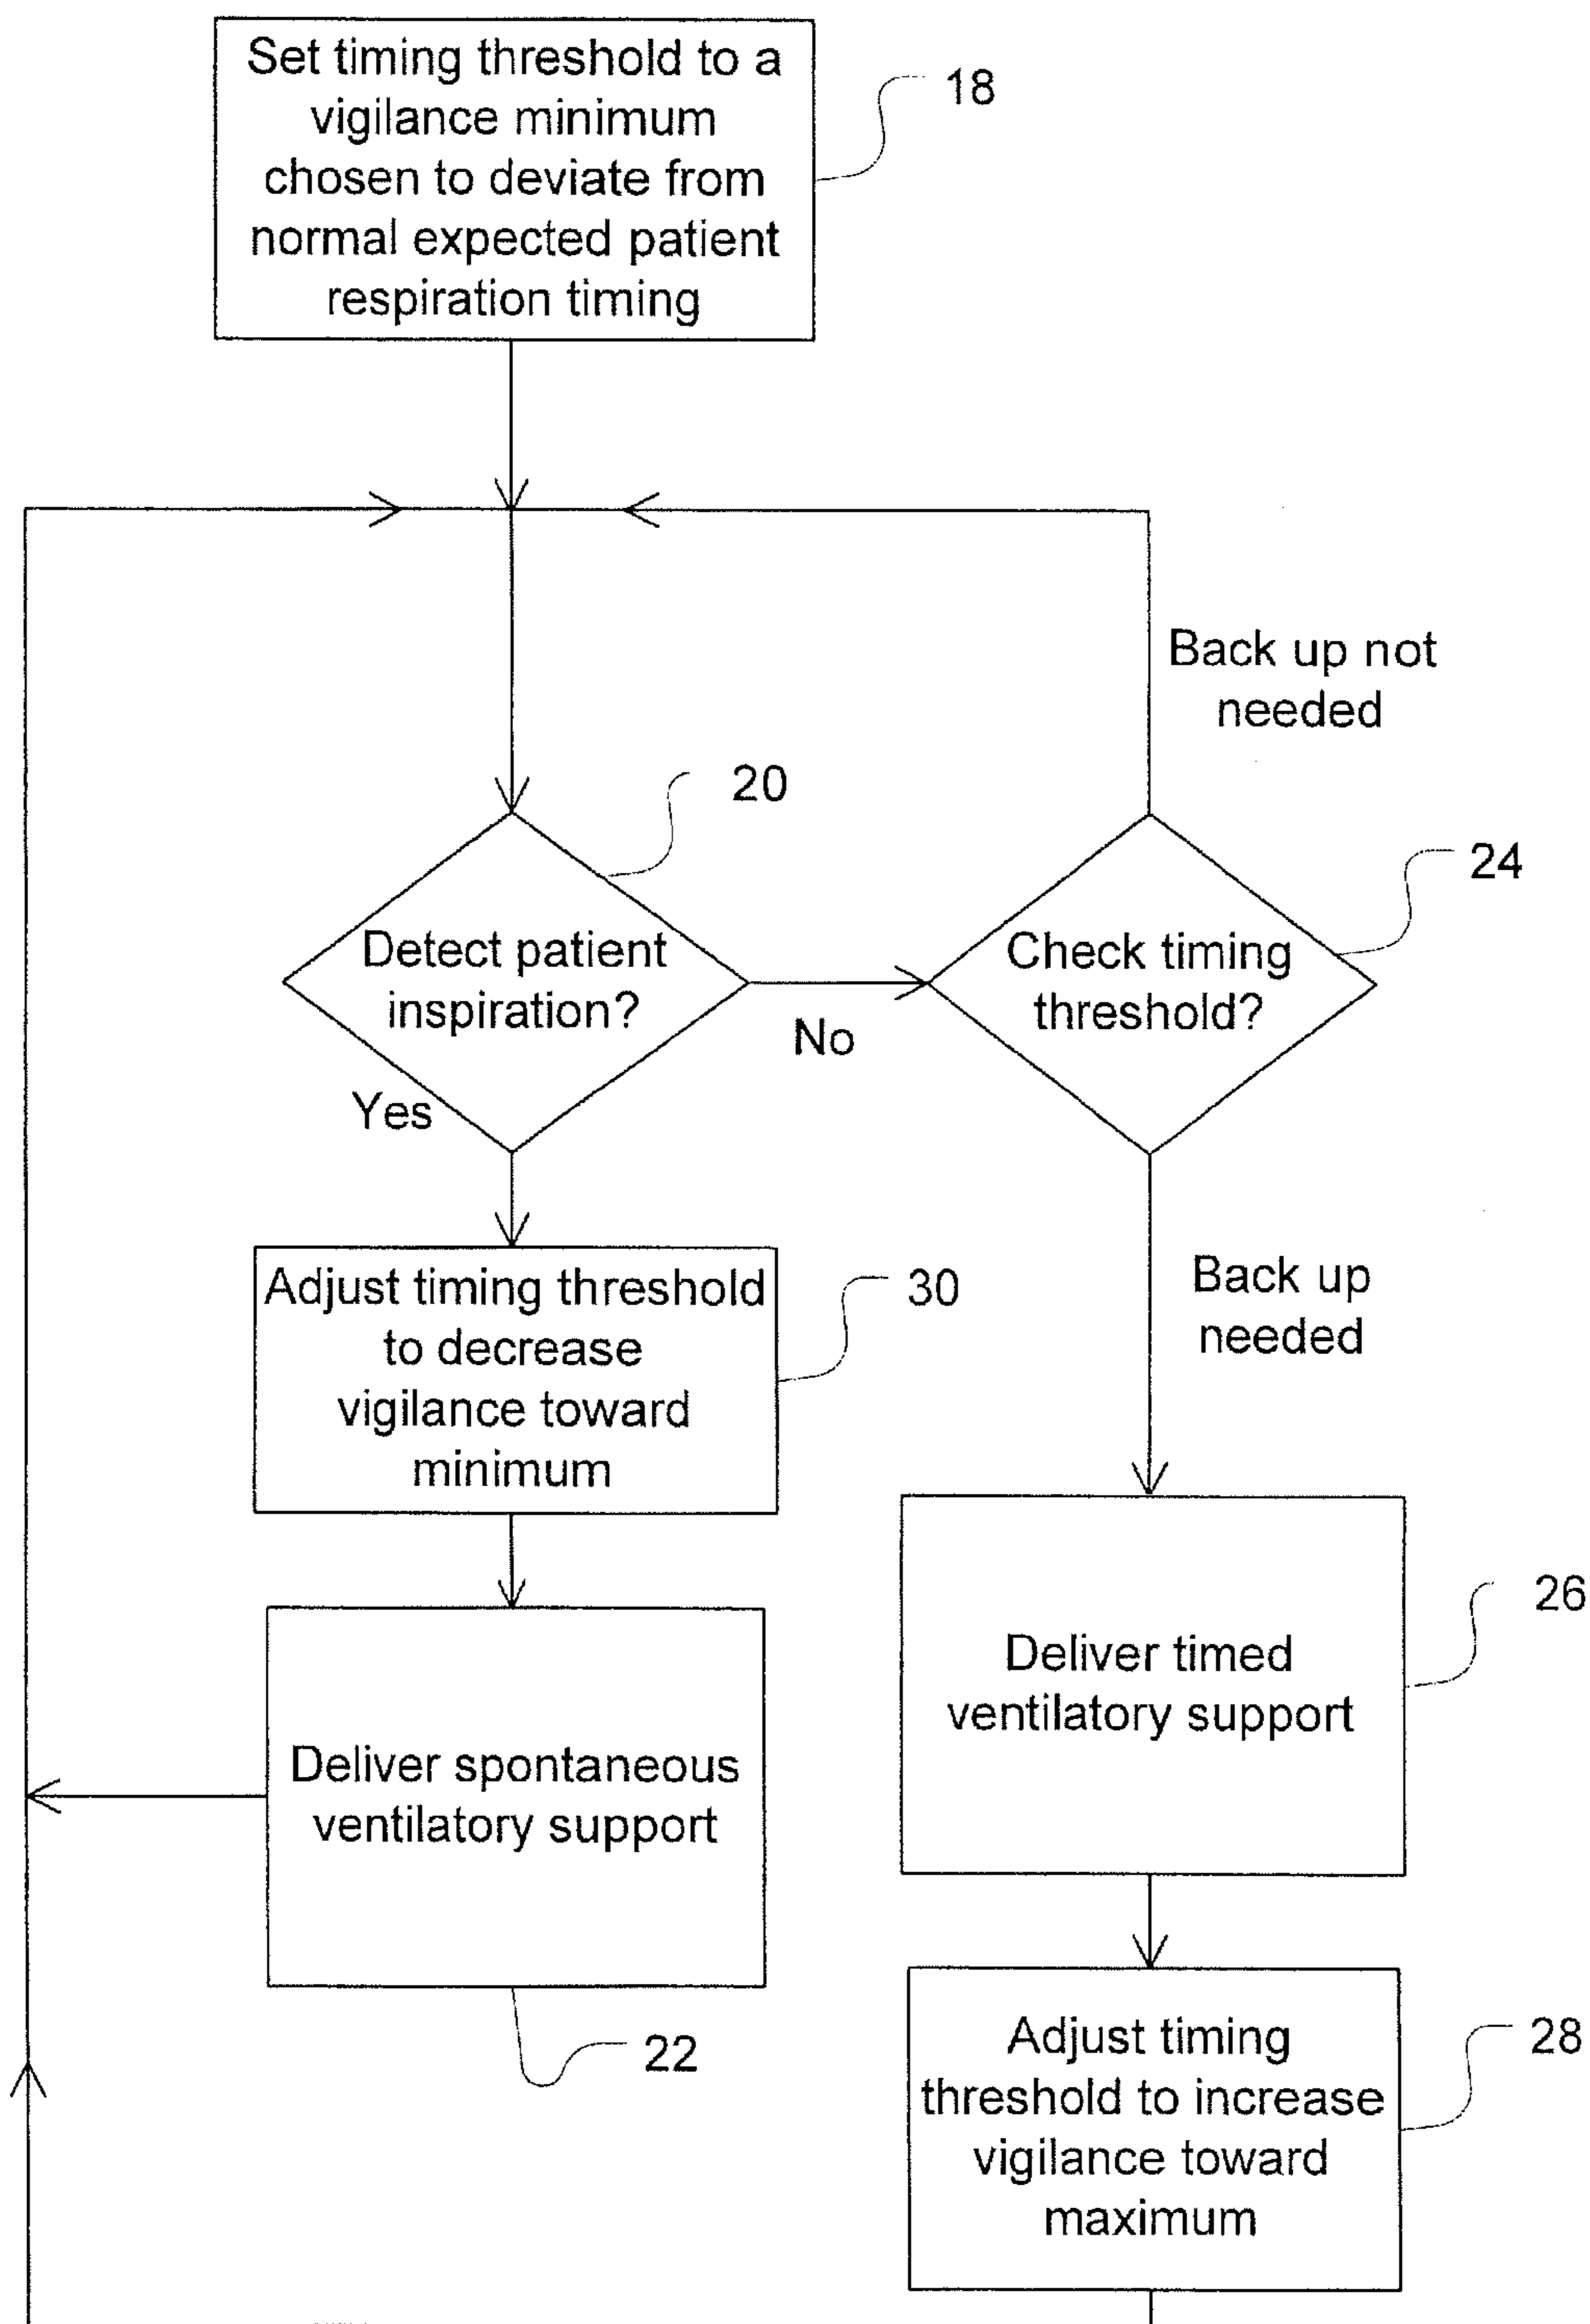 Set timing threshold to a
vigilance minimum
chosen to deviate from
normal expected patient
respiration timing
18
Back up not
needed
20
24
Detect patient
inspiration?
Check timing
threshold?
No
Yes
Adjust timing threshold
to decrease
vigilance toward
minimum
30
Back up
needed
26
Deliver timed
ventilatory support
Deliver spontaneous
ventilatory support
22
28
Adjust timing
threshold to increase
vigilance toward
maximum